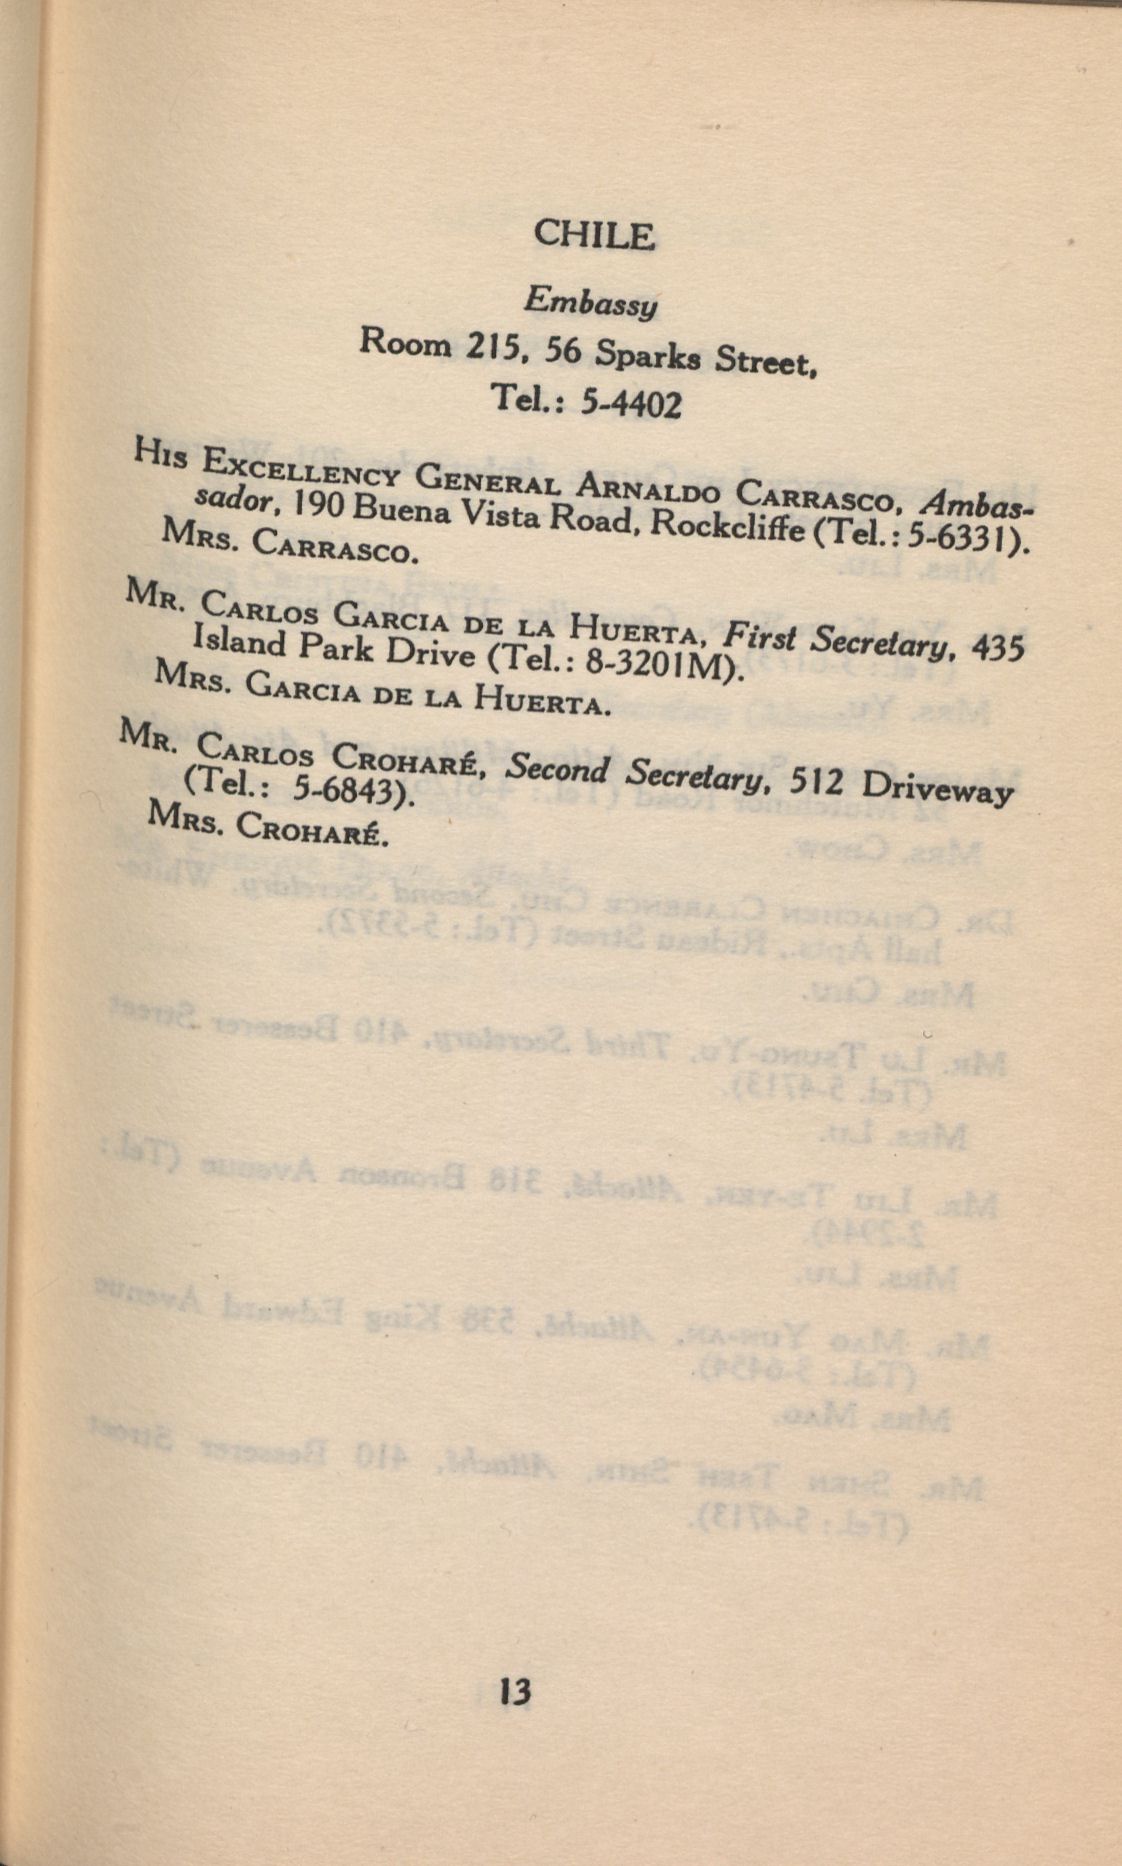 CHILE
Embassy
Room 215, 56 Sparks Street,
Tel.: 5-4402
HIS EXCELLENCY GENERAL ARNALDO CARRASCO, Ambas-
sador, 190 Buena Vista Road, Rockcliffe (Tel.: 5-6331).
MRS. CARRASCO.
MR. CARLOS GARCIA DE LA HUERTA, First Secretary, 435
Island Park Drive (Tel.: 8-3201M).
MRS. GARCIA DE LA HUERTA.
MR. CARLOS CROHARÉ, Second Secretary, 512 Driveway
(Tel.: 5-6843).
MRS. CROHARÉ.
13